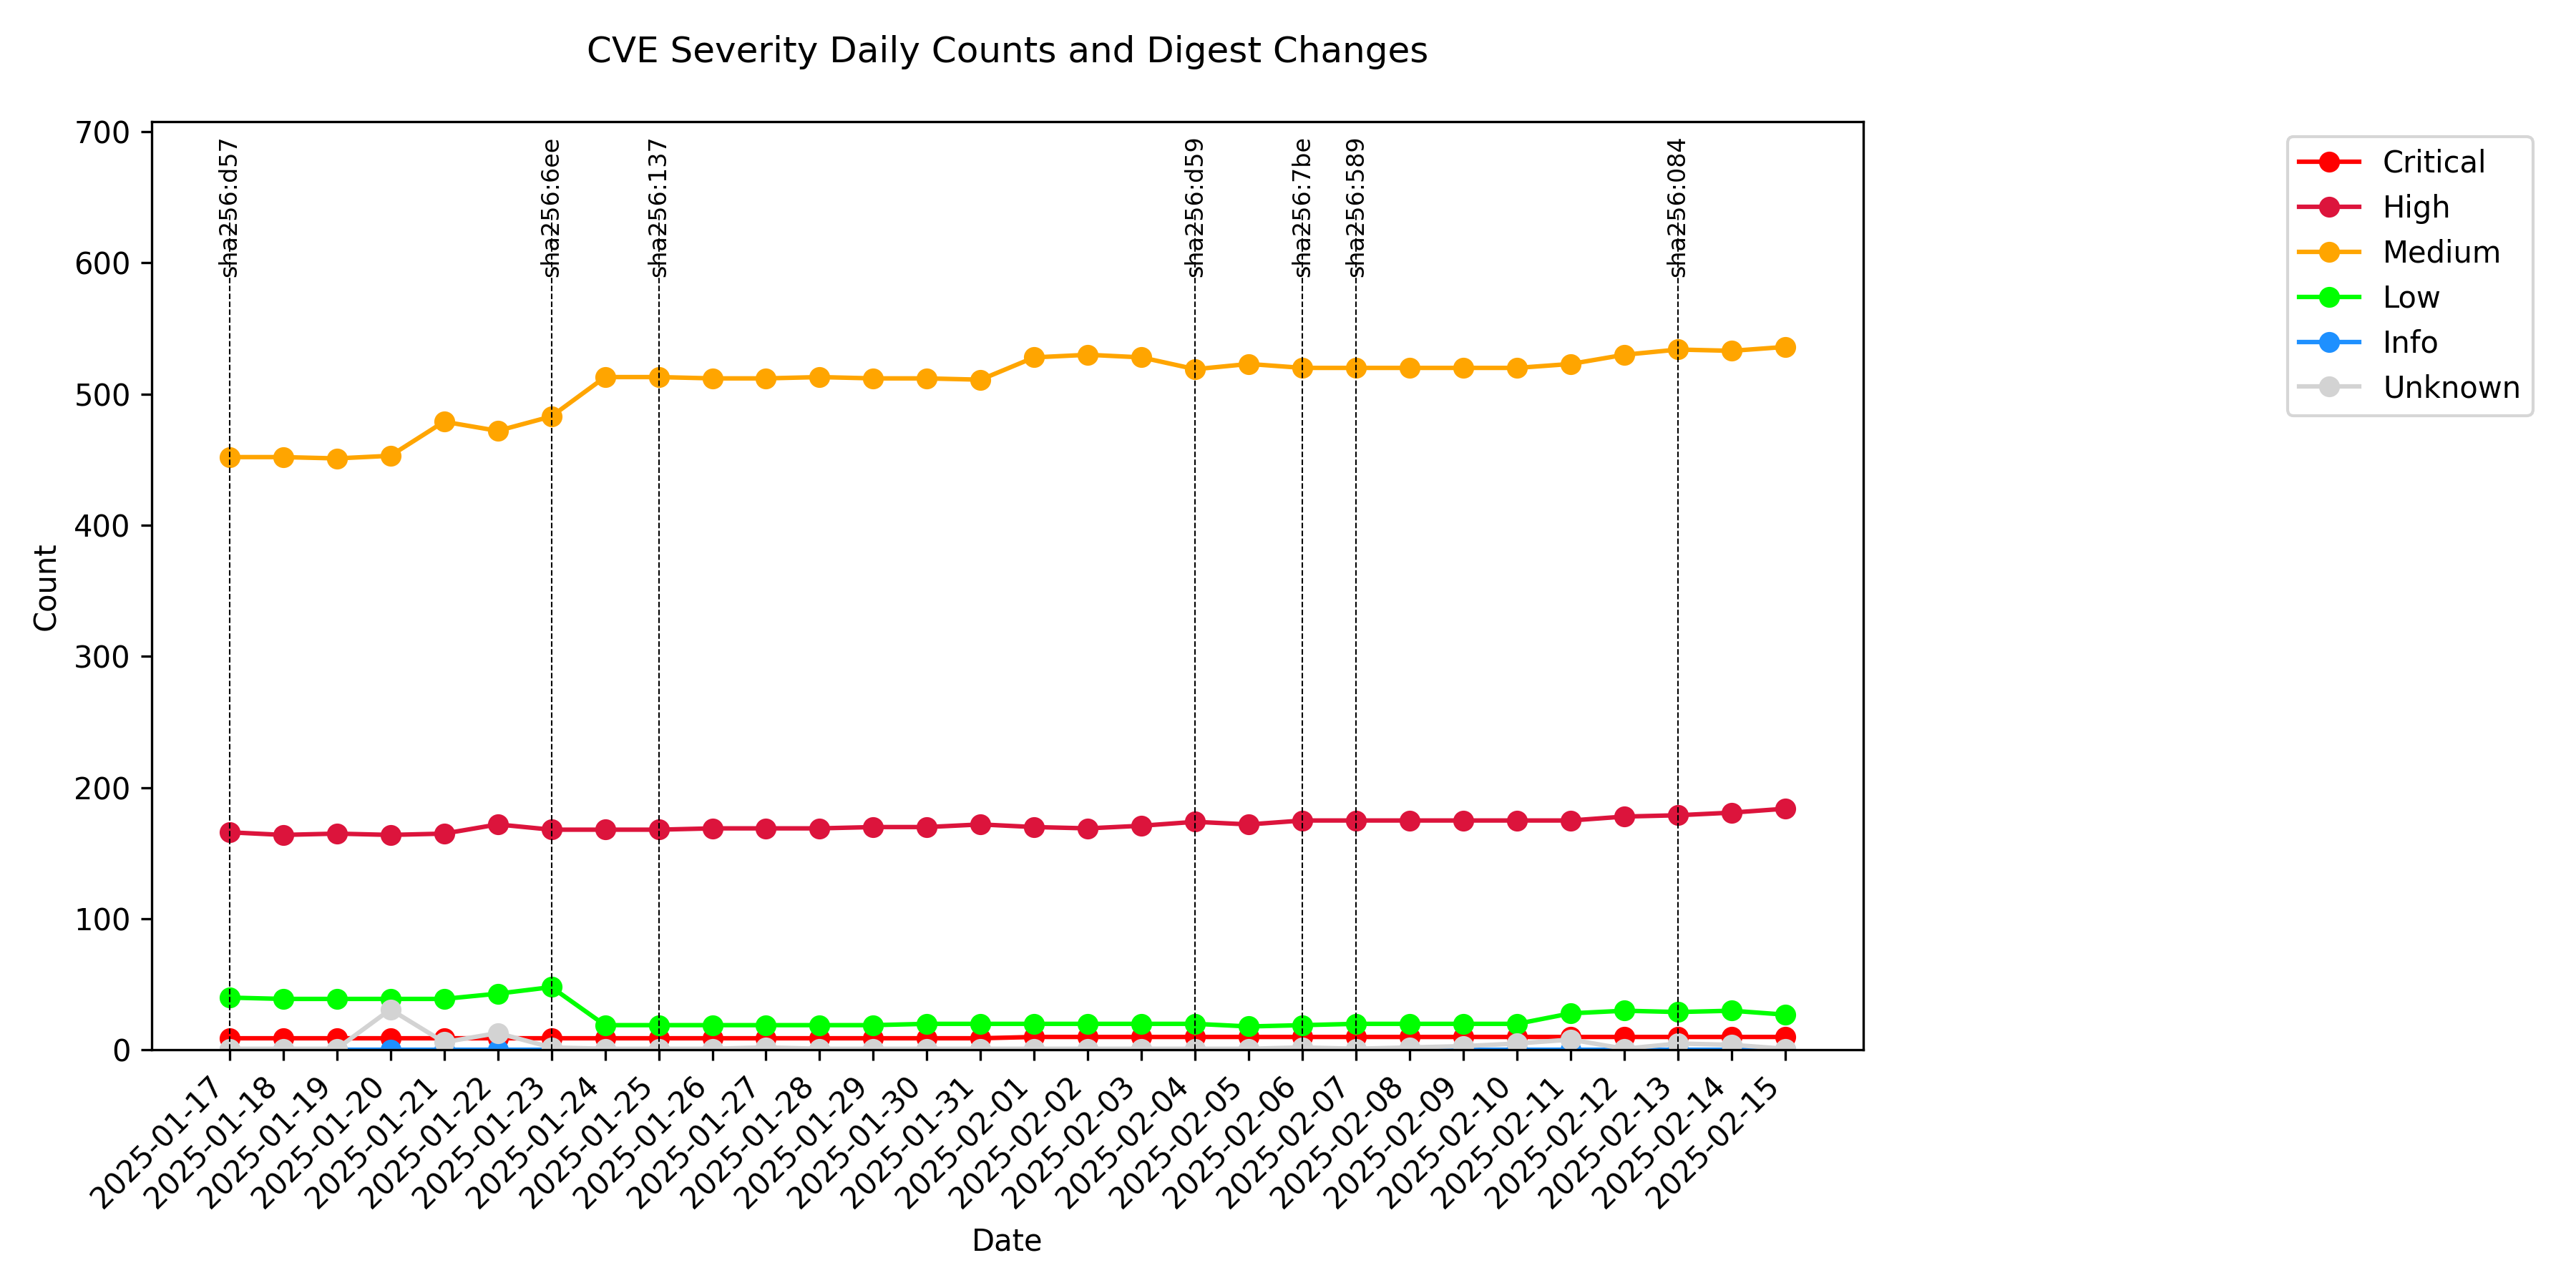 CVE Severity Daily Counts and Digest Changes
700
600
500
400
300
200
100
0
Count
sha256:d57
sha256:6ee
sha256:137
sha256:d59
sha256:7be
sha256:589
sha256:084
Critical
High
Medium
Low
Info
Unknown
2025-01-17
2025-01-18
2025-01-19
2025-01-20
2025-01-21
2025-01-22
2025-01-23
2025-01-24
2025-01-25
2025-01-26
2025-01-27
2025-01-28
2025-01-29
2025-01-30
2025-01-31
2025-02-01
2025-02-02
2025-02-03
2025-02-04
2025-02-05
2025-02-06
2025-02-07
2025-02-08
2025-02-09
2025-02-10
2025-02-11
2025-02-12
2025-02-13
2025-02-14
2025-02-15
Date